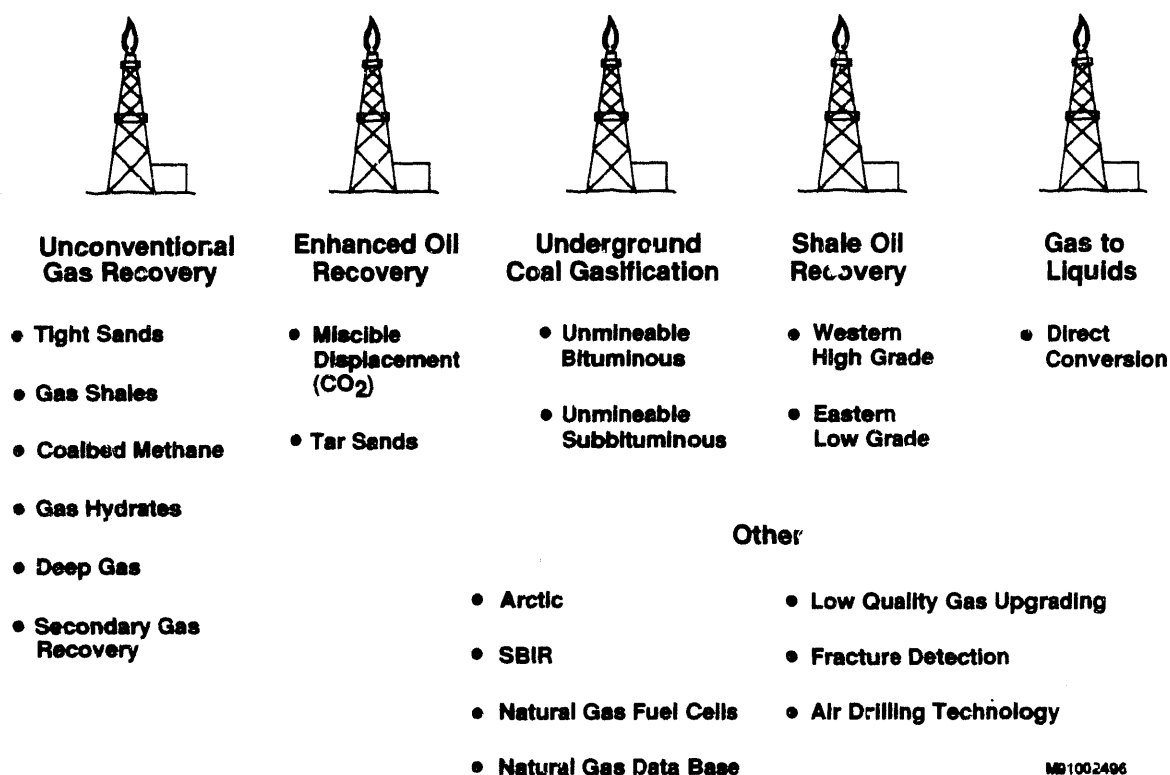 Unconventional
Gas Recovery
• Tight Sands
• Gas Shales
• Coalbed Methane
• Gas Hydrates
• Deep Gas
• Secondary Gas
Recovery
Enhanced Oil
Recovery
• Miscible
Displacement
(CO₂)
• Tar Sands
Underground
Coal Gasification
• Unmineable
Bituminous
• Unmineable
Subbituminous
Shale Oil
Recovery
• Western
High Grade
• Eastern
Low Grade
Gas to
Liquids
• Direct
Conversion
Other
• Arctic
• SBIR
• Natural Gas Fuel Cells
• Natural Gas Data Base
• Low Quality Gas Upgrading
• Fracture Detection
• Air Drilling Technology
M91002496